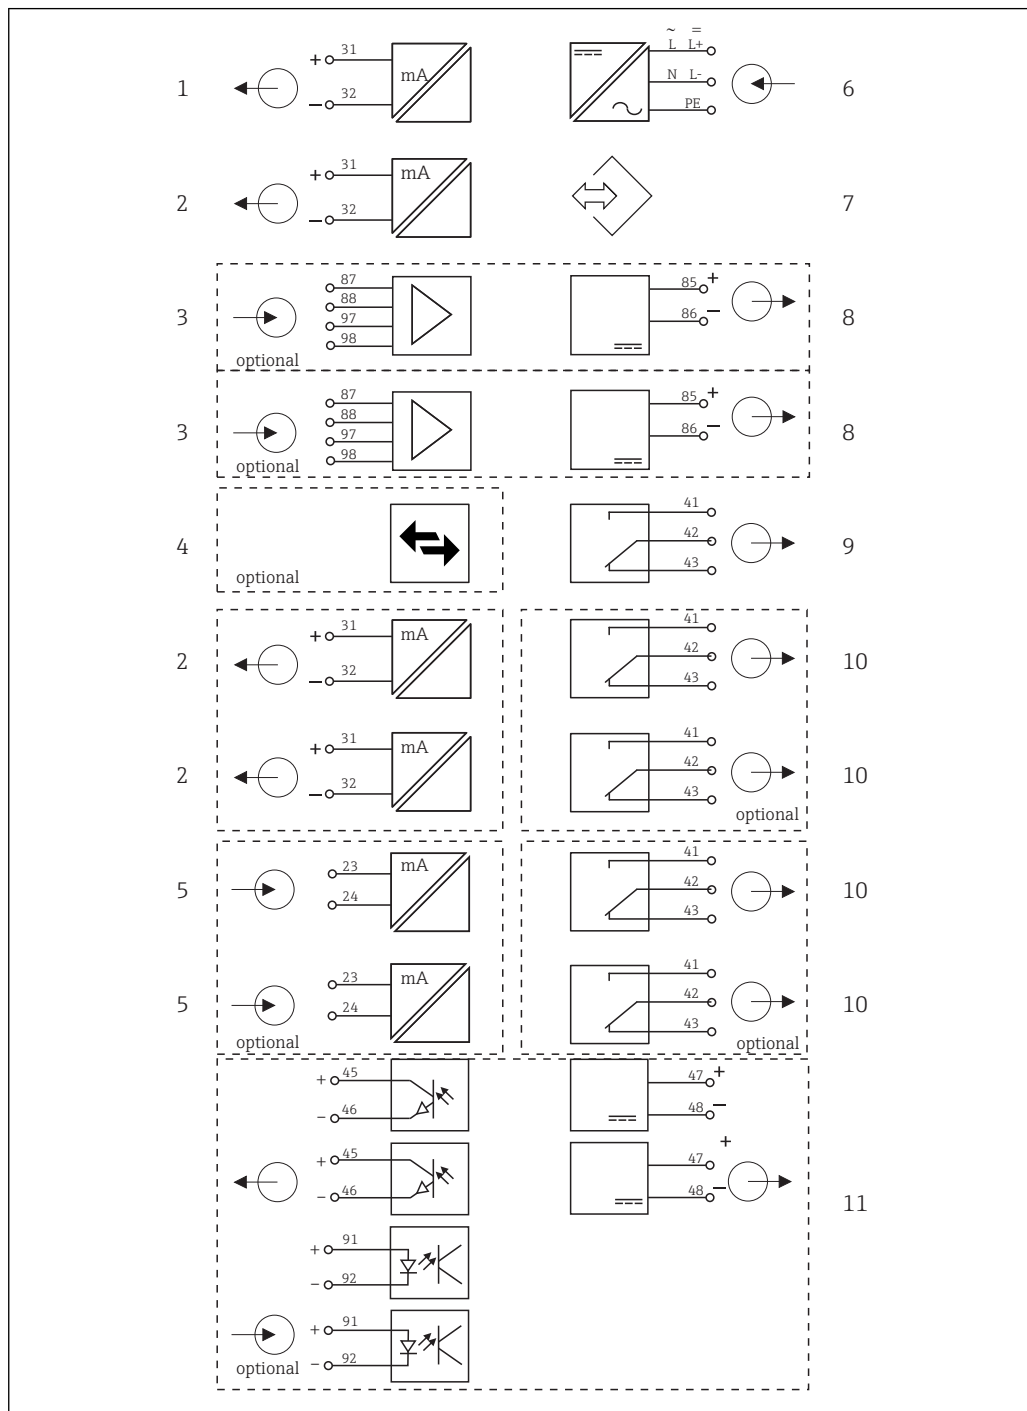 ~ =
1 + 31 mA L L+ 6
− 32 N L-
PE
2 + 31 mA 7
− 32
3 87 85 + 8
88 86 −
97
98
optional
3 87 85 + 8
88 86 −
97
98
optional
4 optional 41 9
42
43
2 + 31 mA 41 10
− 32 42
43
2 + 31 mA 41 10
− 32 42
43
optional
5 23 mA 41 10
24 42
43
5 23 mA 41 10
24 42
43
optional optional
+ 45 47 +
− 46 48 −
+ 45 47 +
− 46 48 − 11
+ 91
− 92
+ 91
− 92
optional